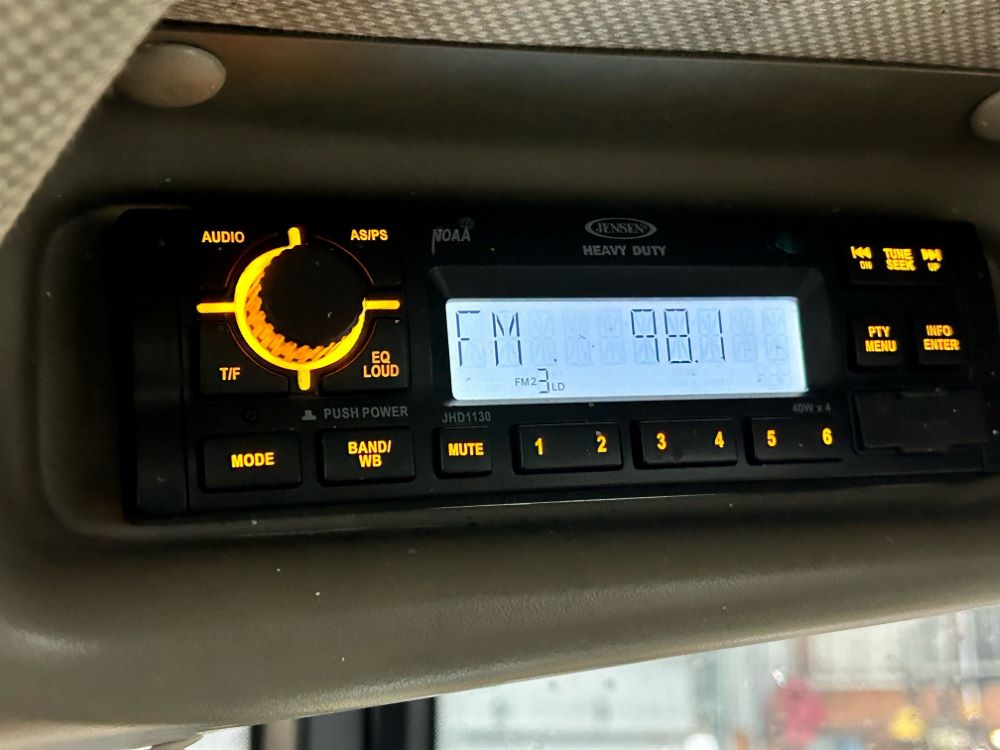 AUDIO
AS/PS
T/F
EQ
LOUD
PUSH POWER
MODE
BAND/
WB
NOAA
JENSEN®
HEAVY DUTY
FM 98.1
FM2 3 LD
JHD1130
40W x 4
MUTE
1 2
3 4
5 6
TUNE
SEEK
DN
UP
PTY
MENU
INFO
ENTER